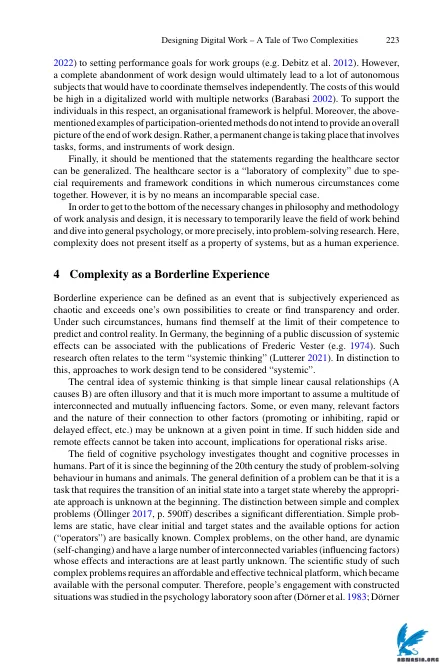 Designing Digital Work – A Tale of Two Complexities 223
2022) to setting performance goals for work groups (e.g. Debitz et al. 2012). However,
a complete abandonment of work design would ultimately lead to a lot of autonomous
subjects that would have to coordinate themselves independently. The costs of this would
be high in a digitalized world with multiple networks (Barabasi 2002). To support the
individuals in this respect, an organisational framework is helpful. Moreover, the above-
mentioned examples of participation-oriented methods do not intend to provide an overall
picture of the end of work design. Rather, a permanent change is taking place that involves
tasks, forms, and instruments of work design.
Finally, it should be mentioned that the statements regarding the healthcare sector
can be generalized. The healthcare sector is a “laboratory of complexity” due to spe-
cial requirements and framework conditions in which numerous circumstances come
together. However, it is by no means an incomparable special case.
In order to get to the bottom of the necessary changes in philosophy and methodology
of work analysis and design, it is necessary to temporarily leave the field of work behind
and dive into general psychology, or more precisely, into problem-solving research. Here,
complexity does not present itself as a property of systems, but as a human experience.
4 Complexity as a Borderline Experience
Borderline experience can be defined as an event that is subjectively experienced as
chaotic and exceeds one’s own possibilities to create or find transparency and order.
Under such circumstances, humans find themselves at the limit of their competence to
predict and control reality. In Germany, the beginning of a public discussion of systemic
effects can be associated with the publications of Frederic Vester (e.g. 1974). Such
research often relates to the term “systemic thinking” (Lutterer 2021). In distinction to
this, approaches to work design tend to be considered “systemic”.
The central idea of systemic thinking is that simple linear causal relationships (A
causes B) are often illusory and that it is much more important to assume a multitude of
interconnected and mutually influencing factors. Some, or even many, relevant factors
and the nature of their connection to other factors (promoting or inhibiting, rapid or
delayed effect, etc.) may be unknown at a given point in time. If such hidden side and
remote effects cannot be taken into account, implications for operational risks arise.
The field of cognitive psychology investigates thought and cognitive processes in
humans. Part of it is since the beginning of the 20th century the study of problem-solving
behaviour in humans and animals. The general definition of a problem can be that it is a
task that requires the transition of an initial state into a target state whereby the appropri-
ate approach is unknown at the beginning. The distinction between simple and complex
problems (Öllinger 2017, p. 590ff) describes a significant differentiation. Simple prob-
lems are static, have clear initial and target states and the available options for action
(“operators”) are basically known. Complex problems, on the other hand, are dynamic
(self-changing) and have a large number of interconnected variables (influencing factors)
whose effects and interactions are at least partly unknown. The scientific study of such
complex problems requires an affordable and effective technical platform, which became
available with the personal computer. Therefore, people’s engagement with constructed
situations was studied in the psychology laboratory soon after (Dörner et al. 1983; Dörner